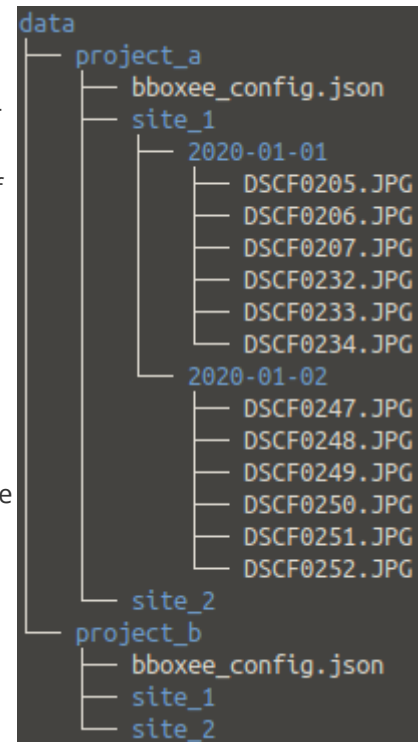 data
project_a
bboxee_config.json
site_1
2020-01-01
DSCF0205.JPG
DSCF0206.JPG
DSCF0207.JPG
DSCF0232.JPG
DSCF0233.JPG
DSCF0234.JPG
2020-01-02
DSCF0247.JPG
DSCF0248.JPG
DSCF0249.JPG
DSCF0250.JPG
DSCF0251.JPG
DSCF0252.JPG
site_2
project_b
bboxee_config.json
site_1
site_2